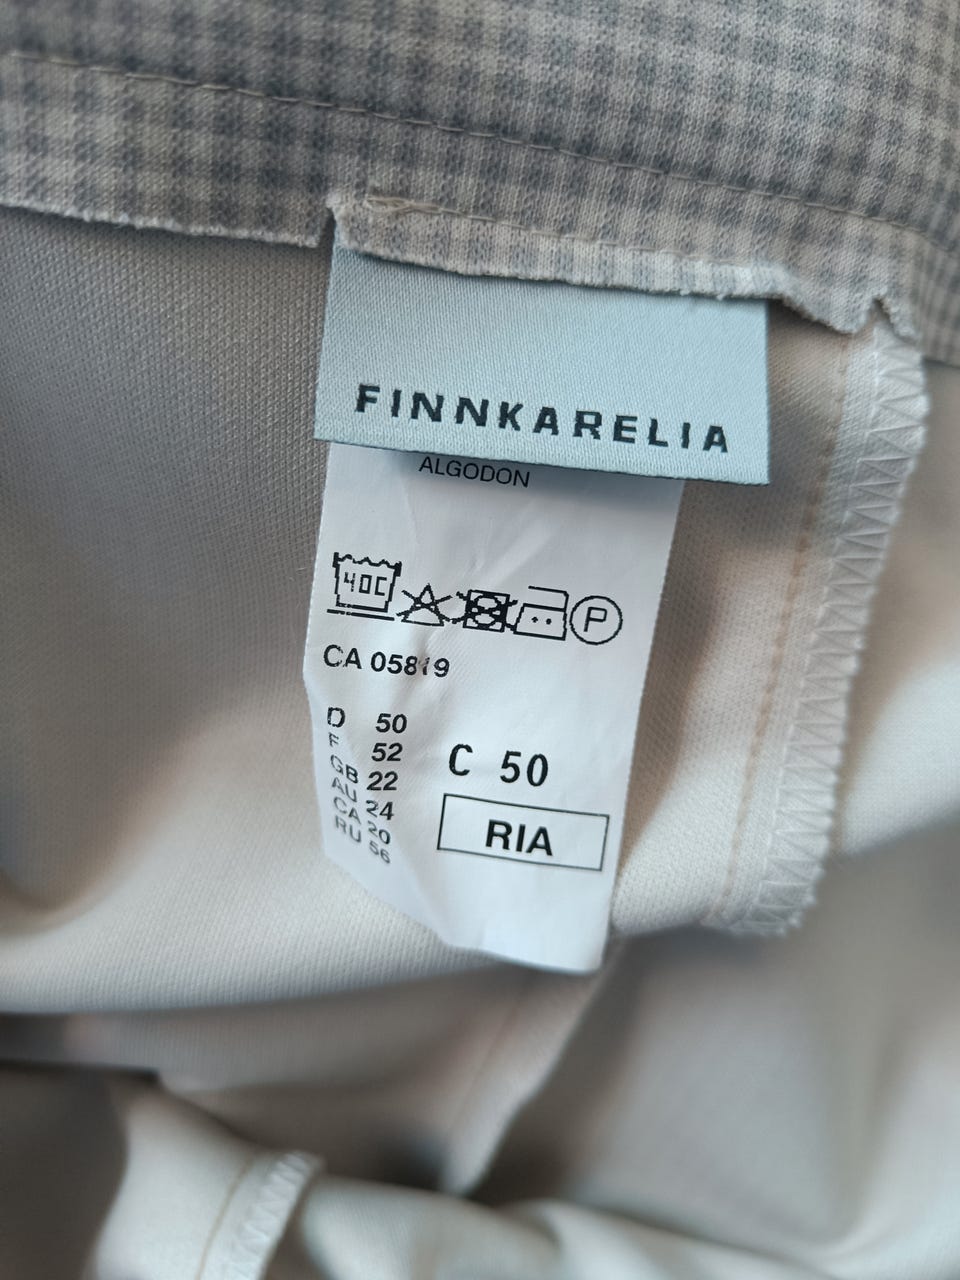 FINNKARELIA
ALGODON
40C
P
CA 05819
D 50
F 52
GB 22
AU 24
CA 20
RU 56
C 50
RIA